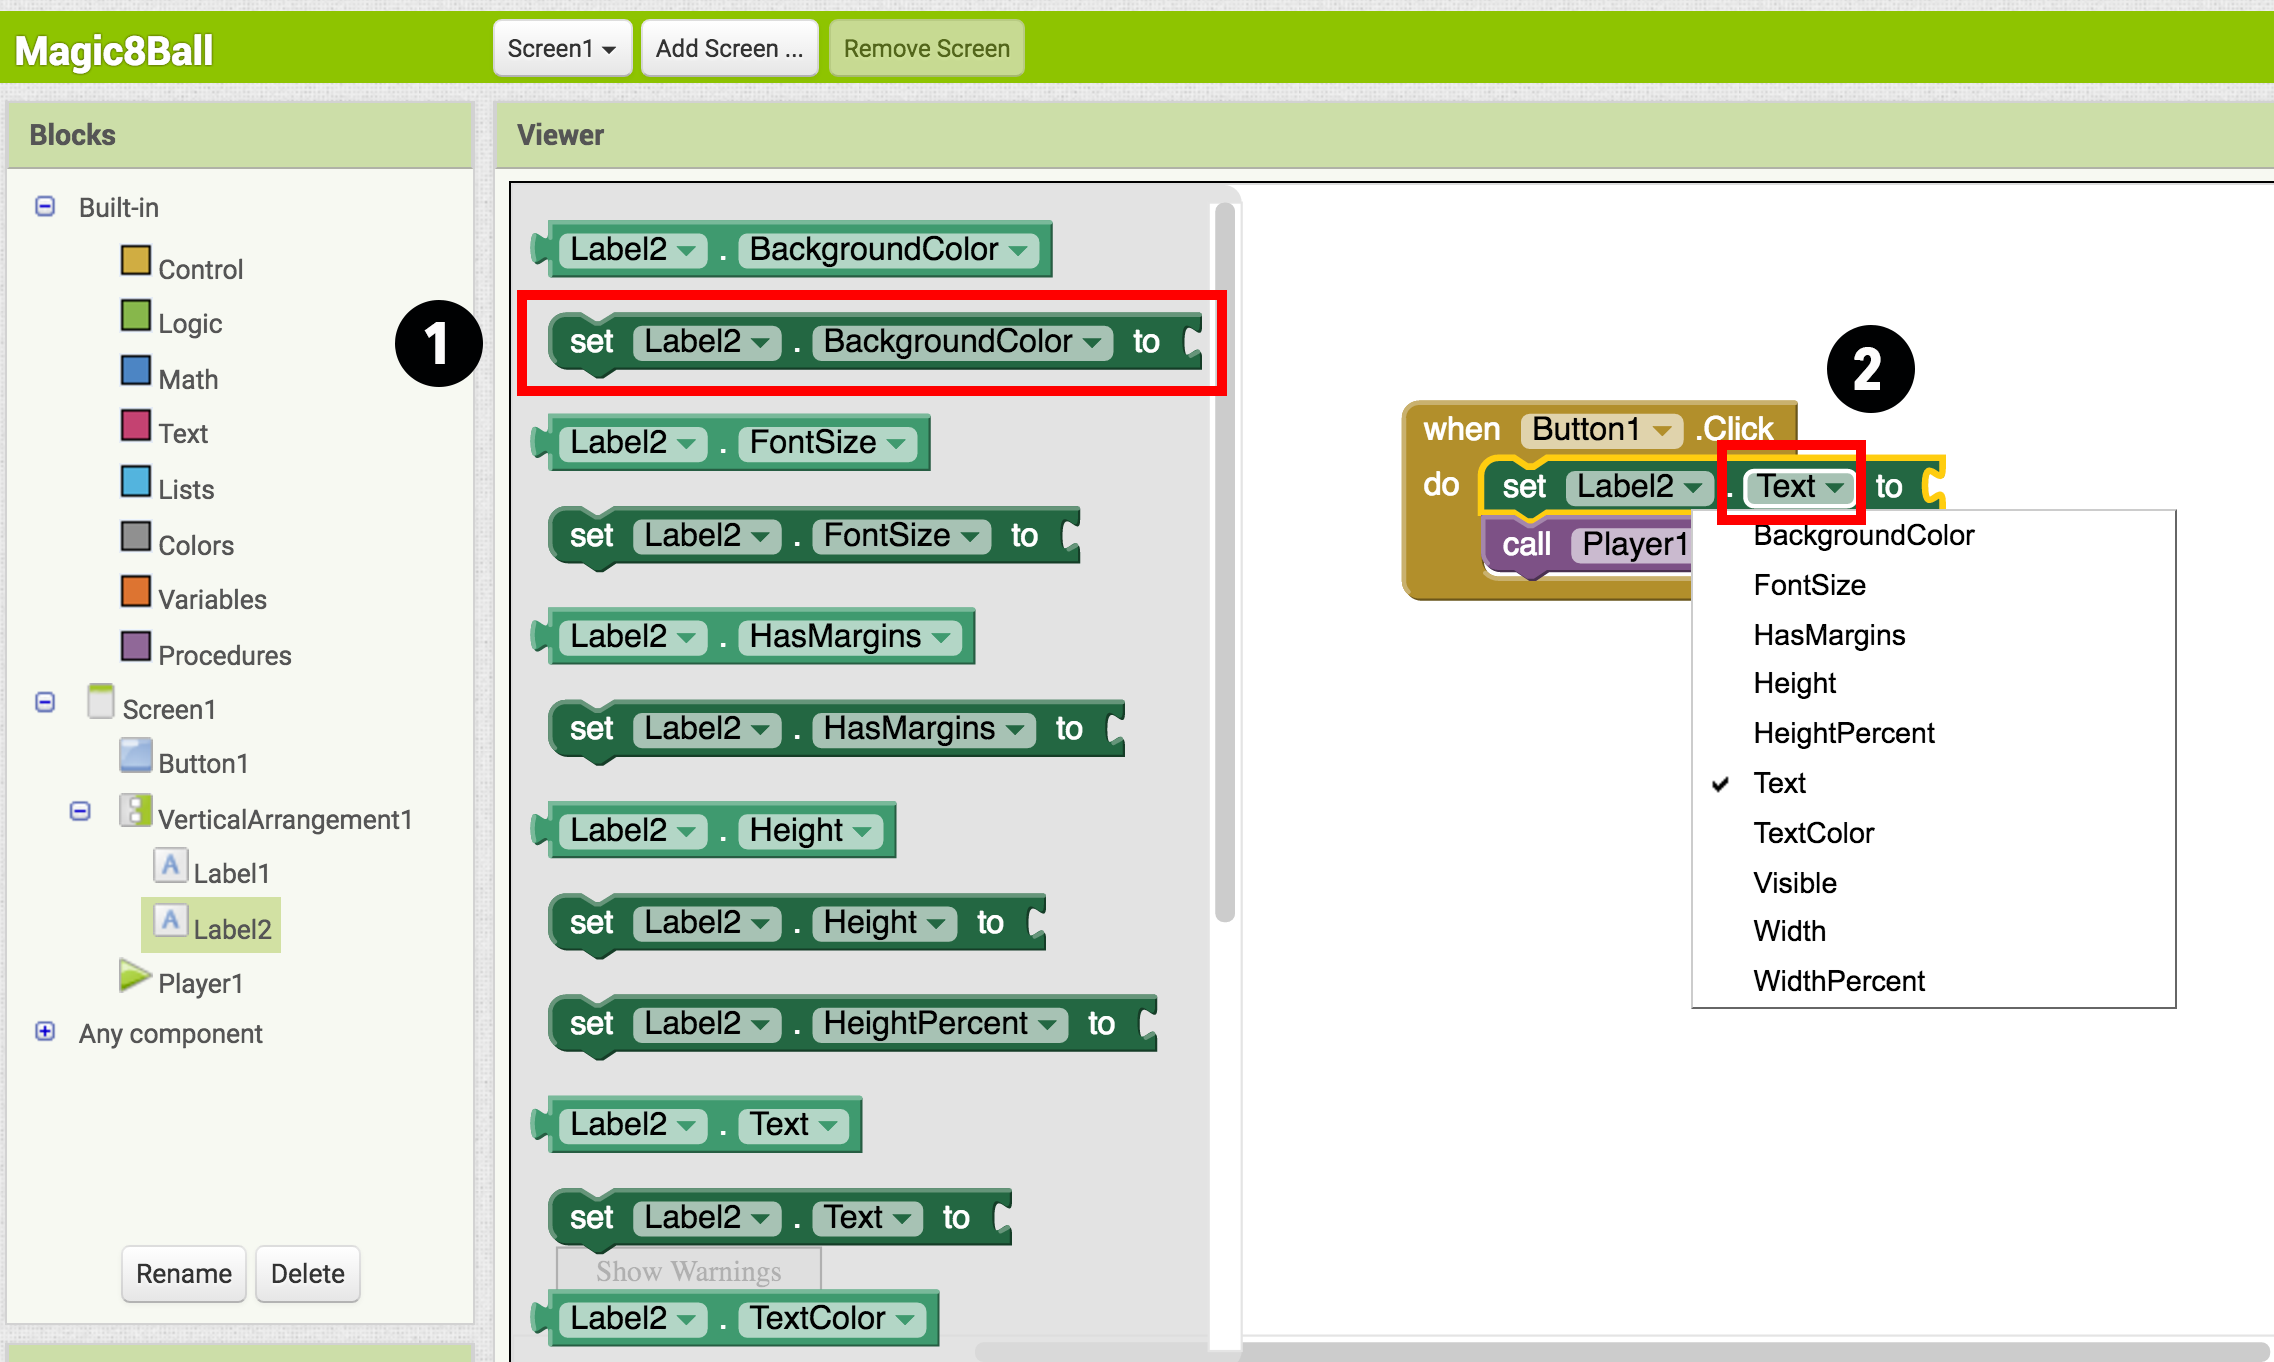 Magic8Ball
Screen1
Add Screen ...
Remove Screen
Blocks
Built-in
Control
Logic
Math
Text
Lists
Colors
Variables
Procedures
Screen1
Button1
VerticalArrangement1
Label1
Label2
Player1
Any component
Rename
Delete
Viewer
Label2 . BackgroundColor
1
set Label2 . BackgroundColor to
Label2 . FontSize
set Label2 . FontSize to
Label2 . HasMargins
set Label2 . HasMargins to
Label2 . Height
set Label2 . Height to
set Label2 . HeightPercent to
Label2 . Text
set Label2 . Text to
Show Warnings
Label2 . TextColor
2
when Button1 .Click
do set Label2 . Text to
call Player1
BackgroundColor
FontSize
HasMargins
Height
HeightPercent
Text
TextColor
Visible
Width
WidthPercent